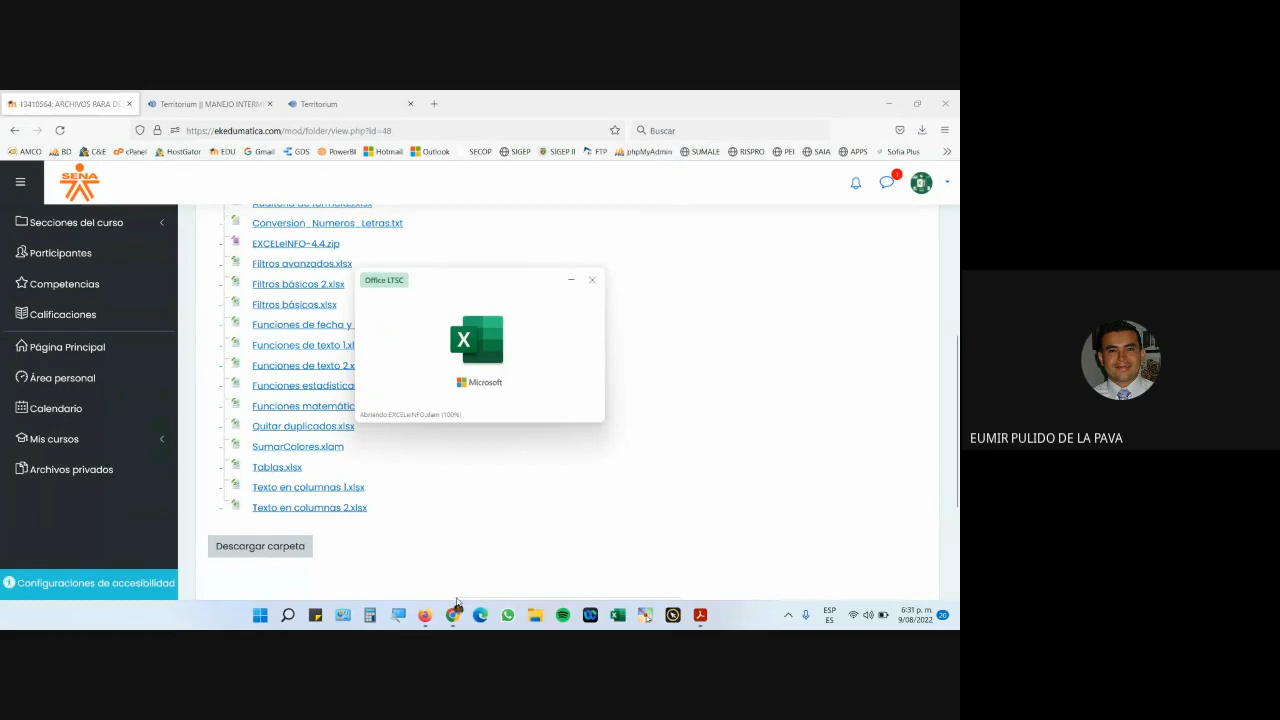 13410564: ARCHIVOS PARA DE
Territorium || MANEJO INTERM
Territorium
https://ekedumatica.com/mod/folder/view.php?id=48
Buscar
AMCO
BD
C&E
cPanel
HostGator
EDU
Gmail
GDS
PowerBI
Hotmail
Outlook
SECOP
SIGEP
SIGEP II
FTP
phpMyAdmin
SUMALE
RISPRO
PEI
SAIA
APPS
Sofia Plus
SENA
1
Secciones del curso
Participantes
Competencias
Calificaciones
Página Principal
Área personal
Calendario
Mis cursos
Archivos privados
Configuraciones de accesibilidad
Auditoría de fórmulas.xlsx
Conversion_Numeros_Letras.txt
EXCELeINFO-4.4.zip
Filtros avanzados.xlsx
Filtros básicos 2.xlsx
Filtros básicos.xlsx
Funciones de fecha y
Funciones de texto 1.xl
Funciones de texto 2.x
Funciones estadística
Funciones matemátic
Quitar duplicados.xlsx
SumarColores.xlam
Tablas.xlsx
Texto en columnas 1.xlsx
Texto en columnas 2.xlsx
Descargar carpeta
Office LTSC
X
Microsoft
Abriendo:EXCELeINFO.xlam (100%)
ESP
ES
6:31 p. m.
9/08/2022
20
EUMIR PULIDO DE LA PAVA